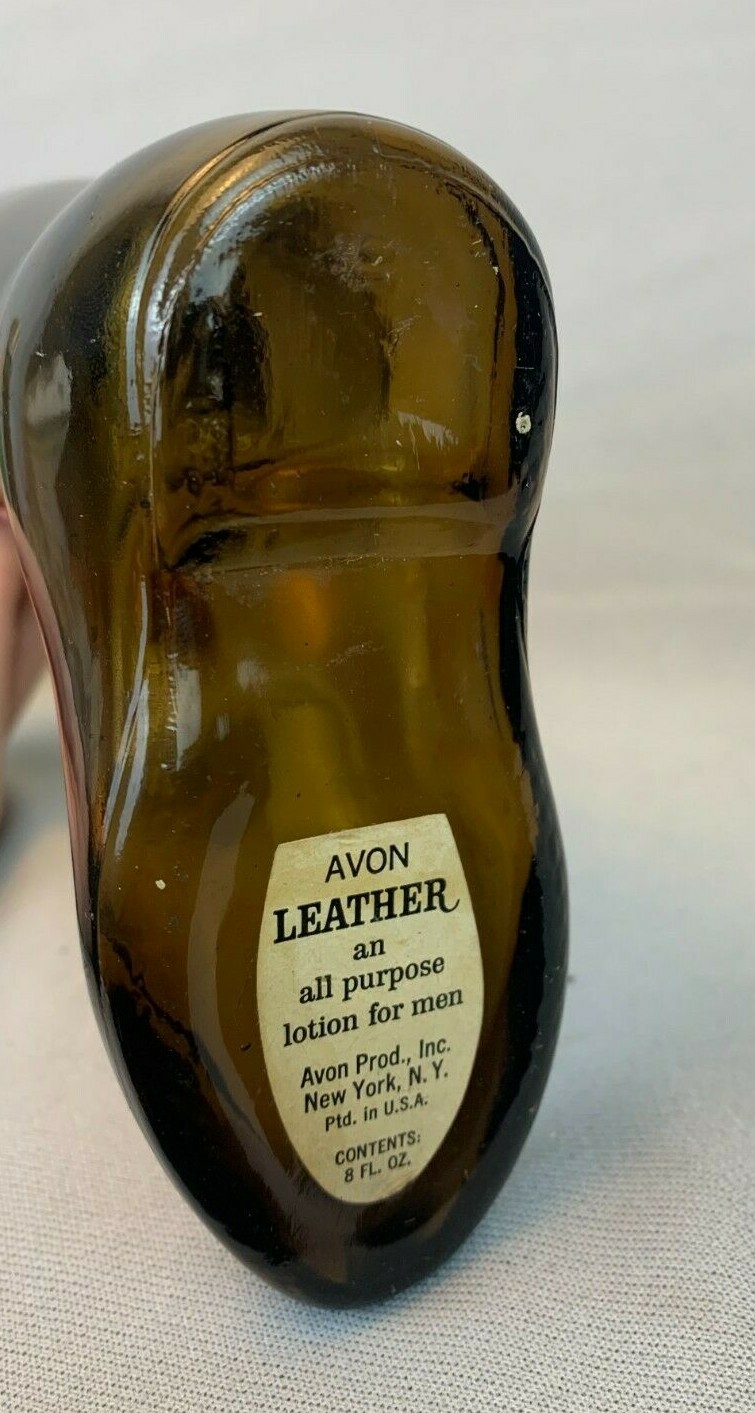 AVON
LEATHER
an
all purpose
lotion for men
Avon Prod., Inc.
New York, N. Y.
Ptd. in U.S.A.
CONTENTS:
8 FL. OZ.